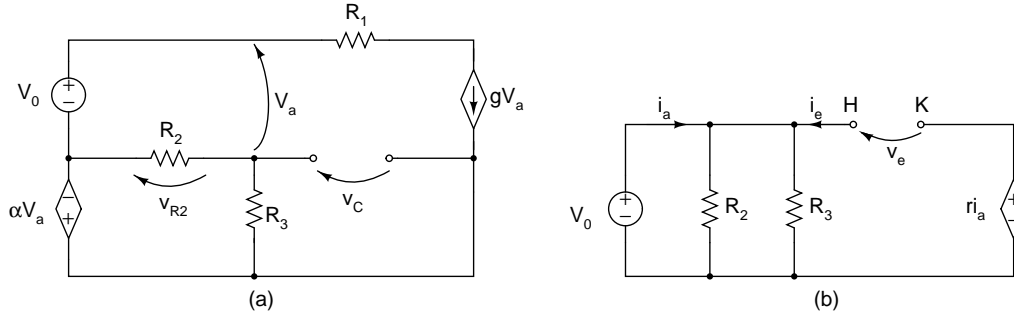 R1
V0
+
−
Va
gVa
R2
vR2
vC
αVa
−
+
R3
(a)
ia
ie
H
K
ve
V0
+
−
R2
R3
ria
+
−
(b)